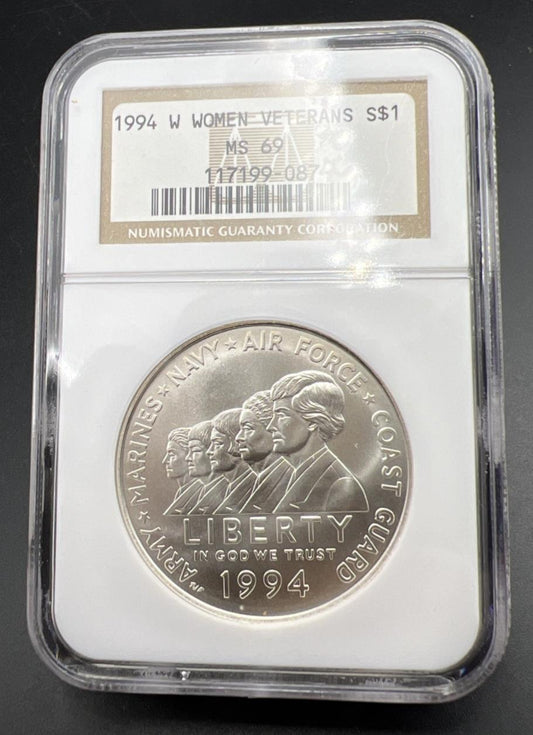 1994 W WOMEN VETERANS S$1
MS 69
117199-087
NUMISMATIC GUARANTY CORPORATION
ARMY ★ MARINES ★ NAVY ★ AIR FORCE ★ COAST GUARD
LIBERTY
IN GOD WE TRUST
1994